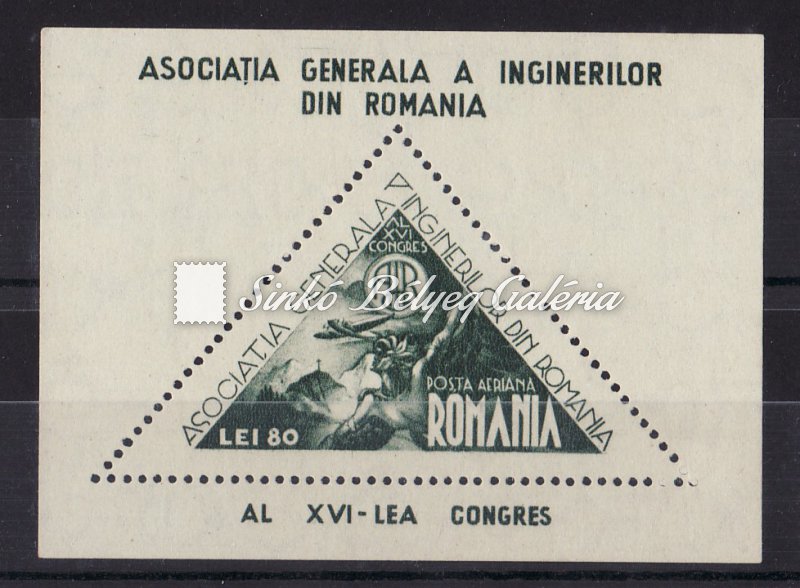 ASOCIAȚIA GENERALA A INGINERILOR
DIN ROMANIA
ASOCIATIA GENERALA A INGINERILOR DIN ROMANIA
AL
XVI
CONGRES
AGIR
Sinkó Bélyeg Galéria
POSTA AERIANA
LEI 80
ROMANIA
AL XVI-LEA CONGRES